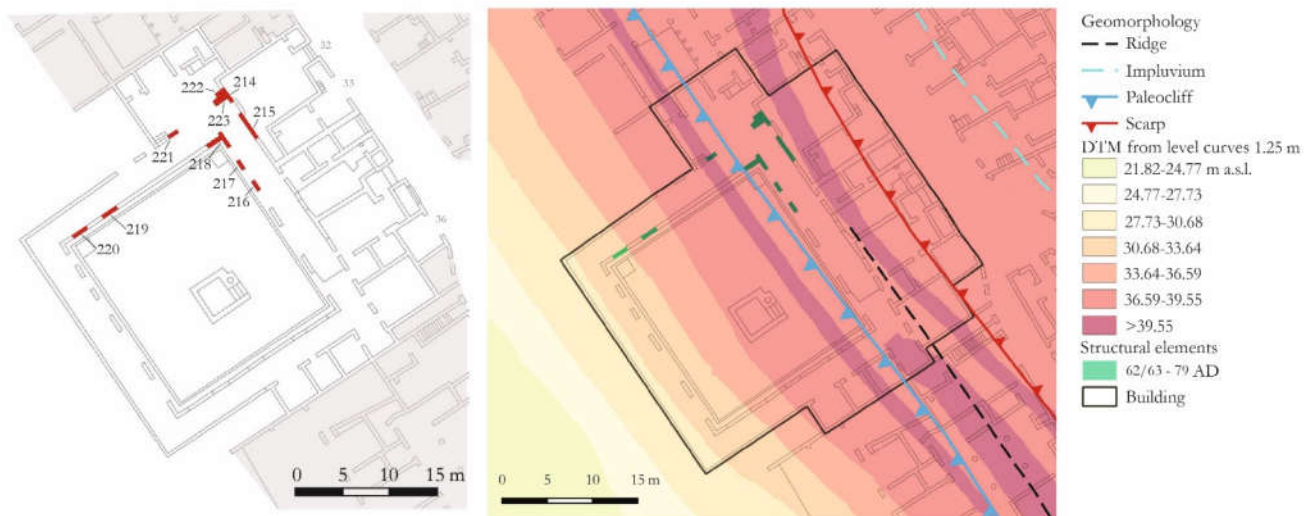 32
33
36
222
214
223
215
221
218
217
216
219
220
0 5 10 15 m
0 5 10 15 m
Geomorphology
Ridge
Impluvium
Paleocliff
Scarp
DTM from level curves 1.25 m
21.82-24.77 m a.s.l.
24.77-27.73
27.73-30.68
30.68-33.64
33.64-36.59
36.59-39.55
>39.55
Structural elements
62/63 - 79 AD
Building